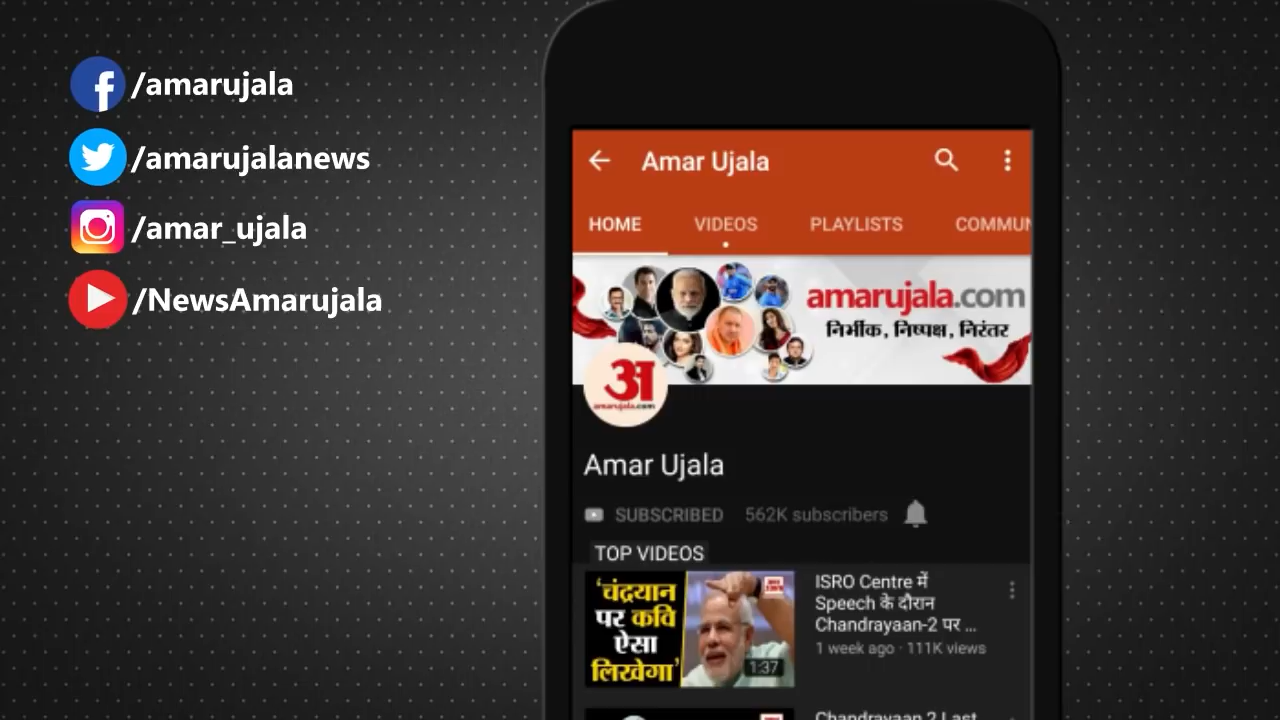 /amarujala
/amarujalanews
/amar_ujala
/NewsAmarujala
Amar Ujala
HOME VIDEOS PLAYLISTS COMMUN
amarujala.com
निर्भीक, निष्पक्ष, निरंतर
अ
amarujala.com
Amar Ujala
SUBSCRIBED 562K subscribers
TOP VIDEOS
‘चंद्रयान
पर कवि
ऐसा
लिखेगा’
1:37
ISRO Centre में
Speech के दौरान
Chandrayaan-2 पर ...
1 week ago · 111K views
Chandrayaan 2 Last